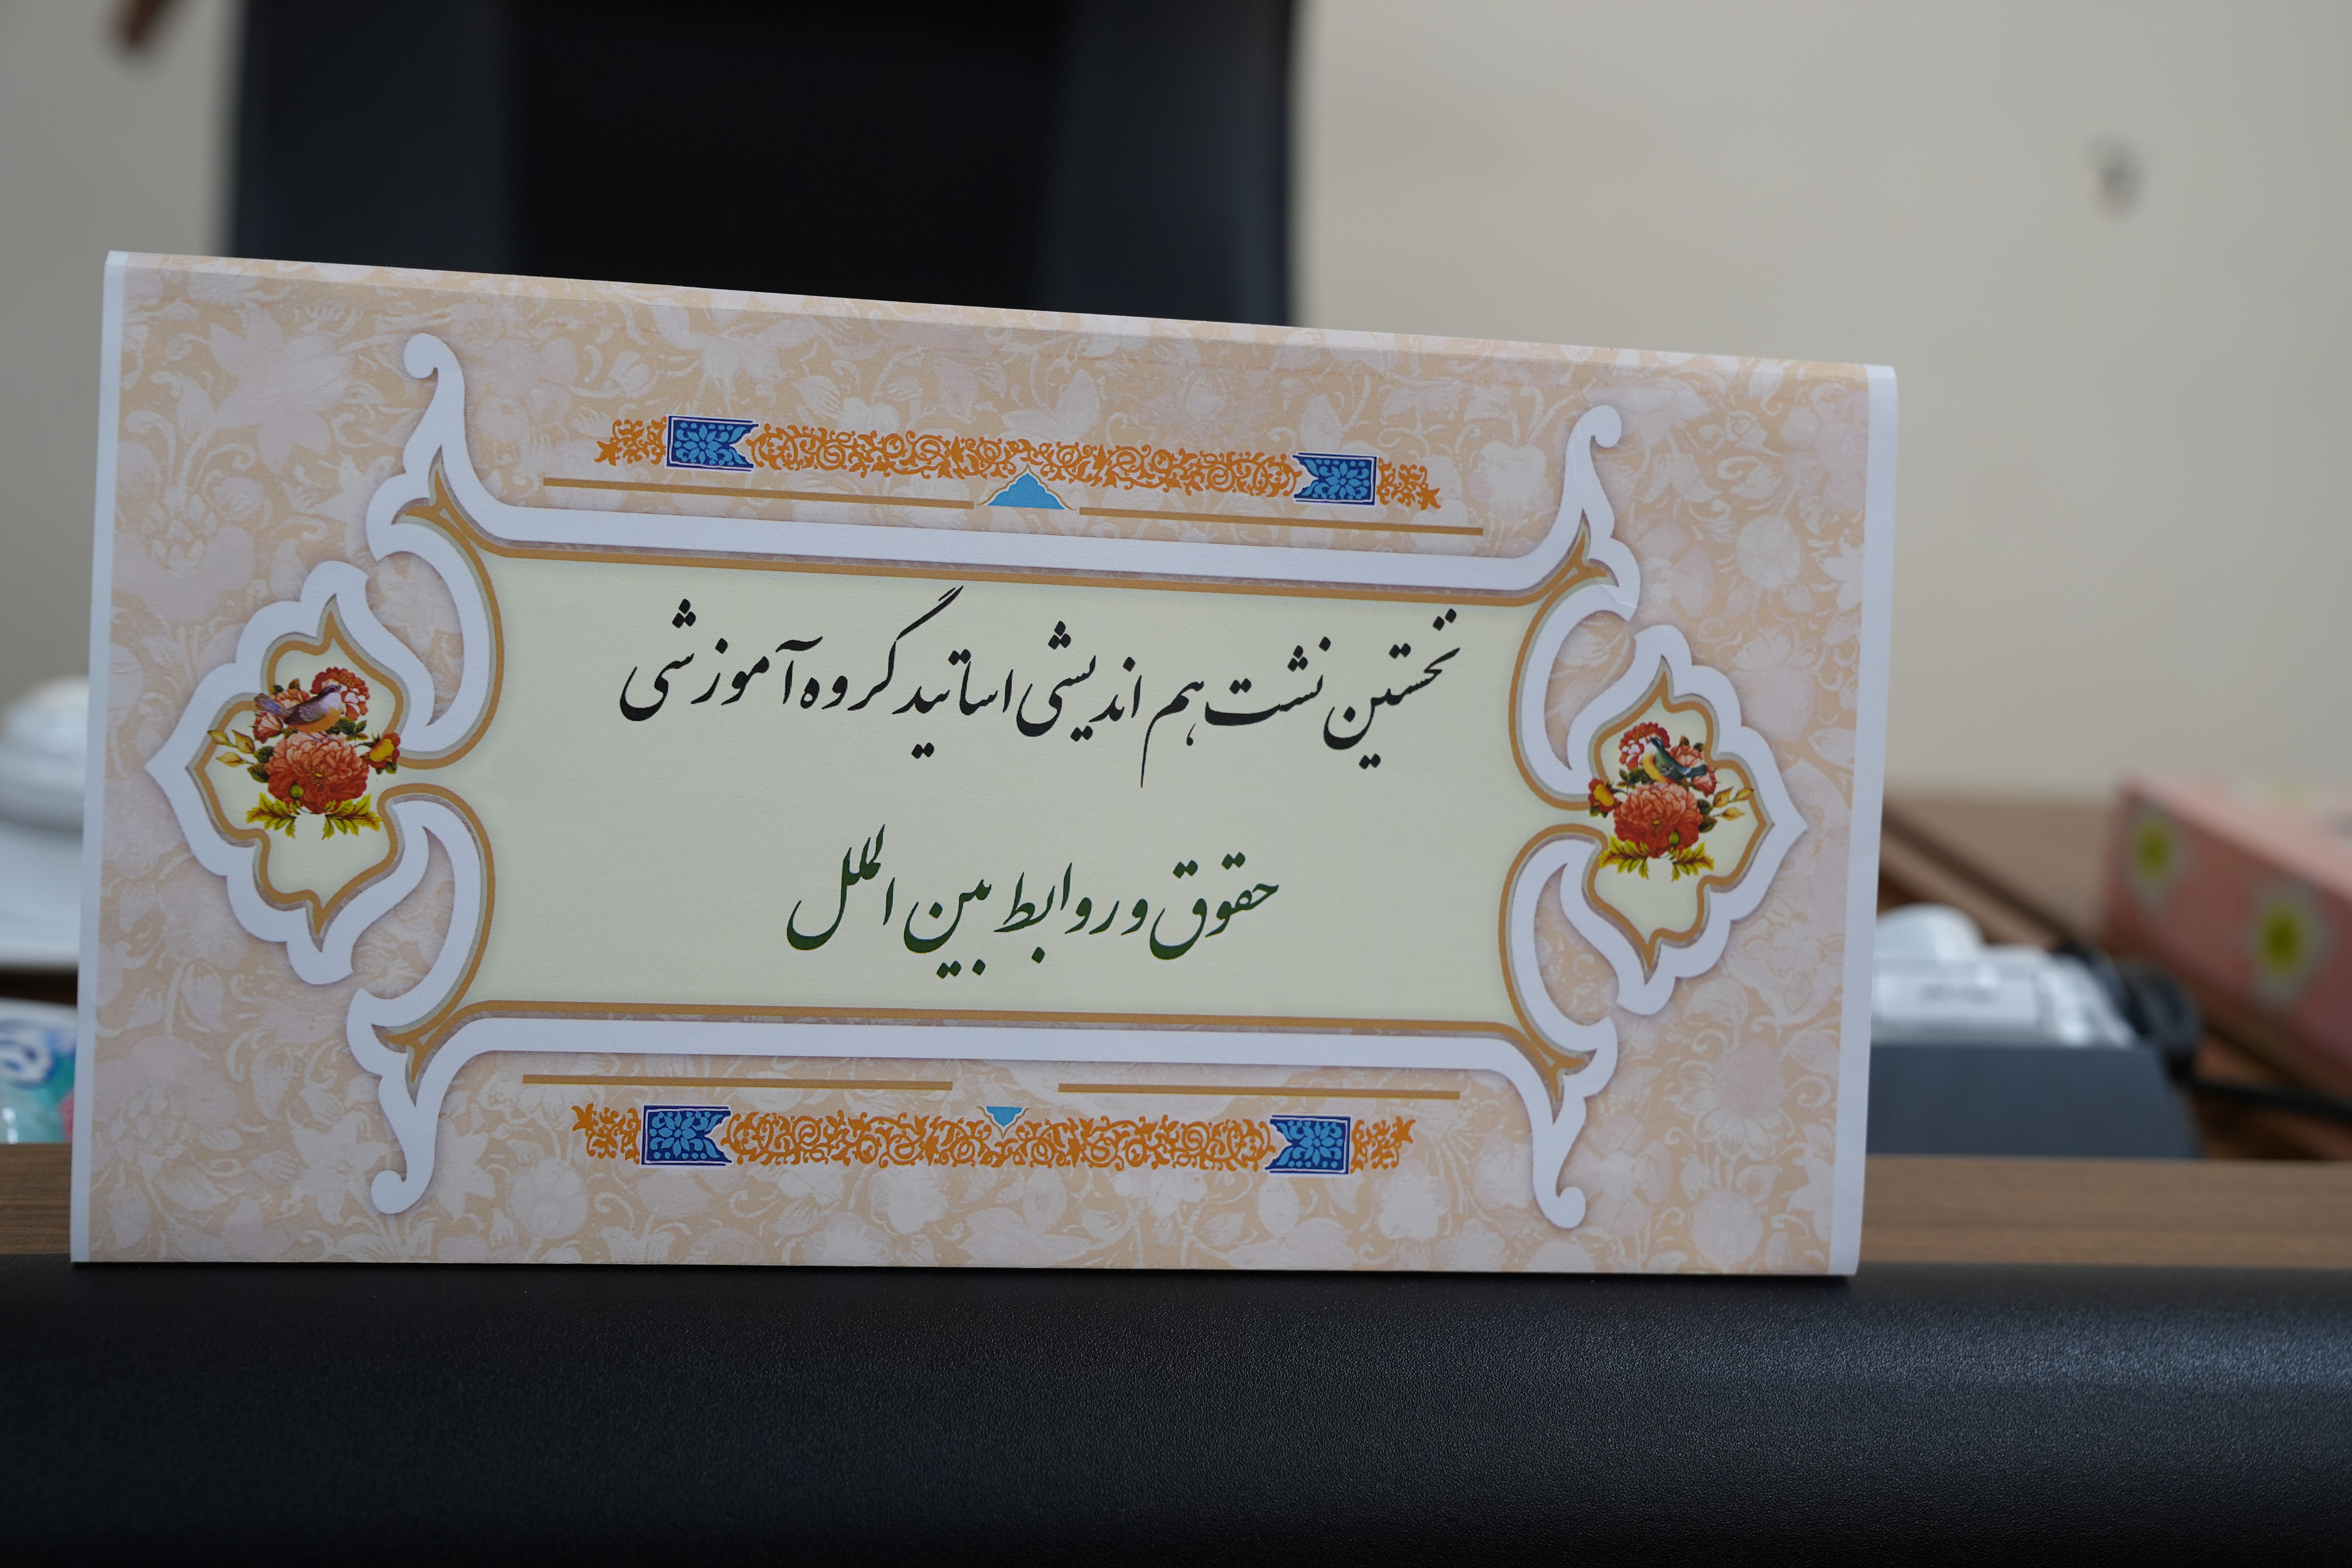 نخستین نشست هم اندیشی اساتید گروه آموزشی
حقوق و روابط بین الملل